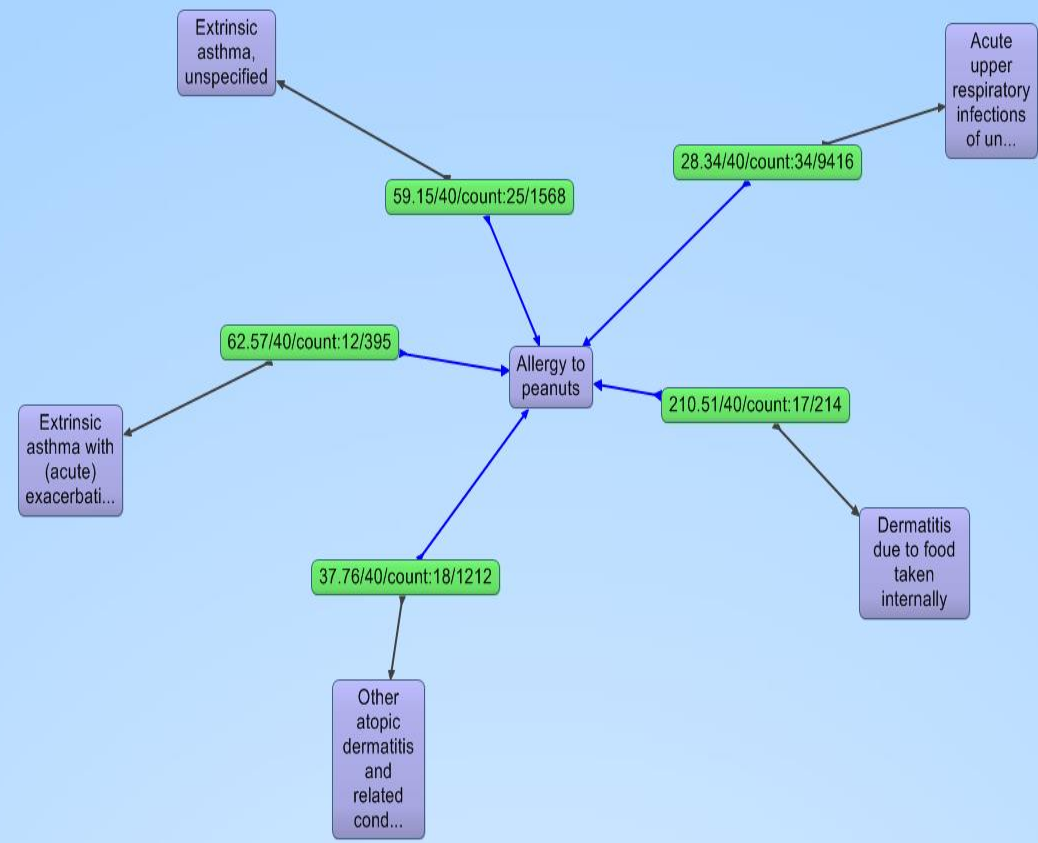 Extrinsic
asthma,
unspecified
Acute
upper
respiratory
infections
of un...
28.34/40/count:34/9416
59.15/40/count:25/1568
62.57/40/count:12/395
Allergy to
peanuts
210.51/40/count:17/214
Extrinsic
asthma with
(acute)
exacerbati...
Dermatitis
due to food
taken
internally
37.76/40/count:18/1212
Other
atopic
dermatitis
and
related
cond...